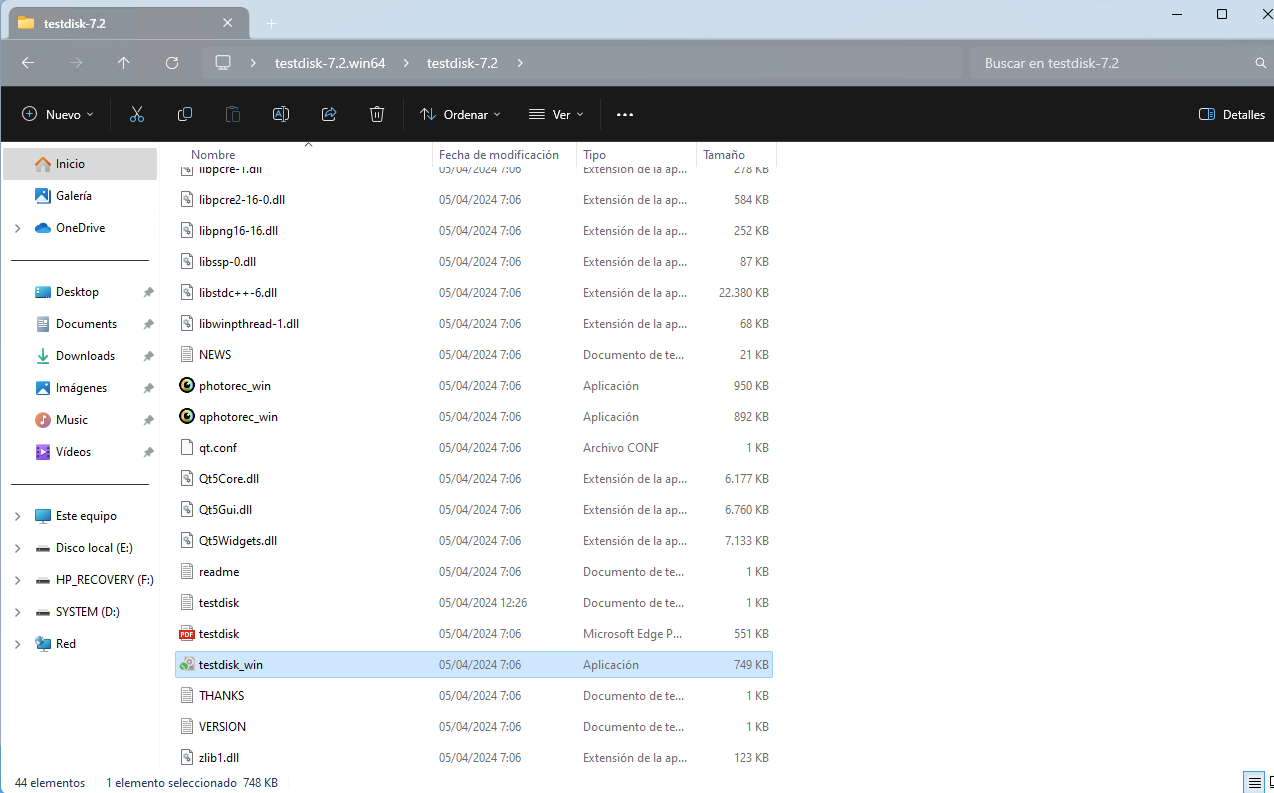 testdisk-7.2
testdisk-7.2.win64 testdisk-7.2 Buscar en testdisk-7.2
Nuevo Ordenar Ver Detalles
Nombre Fecha de modificación Tipo Tamaño
Inicio
Galería
OneDrive
Desktop
Documents
Downloads
Imágenes
Music
Vídeos
Este equipo
Disco local (E:)
HP_RECOVERY (F:)
SYSTEM (D:)
Red
libpcre-1.dll 05/04/2024 7:06 Extensión de la ap... 278 KB
libpcre2-16-0.dll 05/04/2024 7:06 Extensión de la ap... 584 KB
libpng16-16.dll 05/04/2024 7:06 Extensión de la ap... 252 KB
libssp-0.dll 05/04/2024 7:06 Extensión de la ap... 87 KB
libstdc++-6.dll 05/04/2024 7:06 Extensión de la ap... 22.380 KB
libwinpthread-1.dll 05/04/2024 7:06 Extensión de la ap... 68 KB
NEWS 05/04/2024 7:06 Documento de te... 21 KB
photorec_win 05/04/2024 7:06 Aplicación 950 KB
qphotorec_win 05/04/2024 7:06 Aplicación 892 KB
qt.conf 05/04/2024 7:06 Archivo CONF 1 KB
Qt5Core.dll 05/04/2024 7:06 Extensión de la ap... 6.177 KB
Qt5Gui.dll 05/04/2024 7:06 Extensión de la ap... 6.760 KB
Qt5Widgets.dll 05/04/2024 7:06 Extensión de la ap... 7.133 KB
readme 05/04/2024 7:06 Documento de te... 1 KB
testdisk 05/04/2024 12:26 Documento de te... 1 KB
PDF testdisk 05/04/2024 7:06 Microsoft Edge P... 551 KB
testdisk_win 05/04/2024 7:06 Aplicación 749 KB
THANKS 05/04/2024 7:06 Documento de te... 1 KB
VERSION 05/04/2024 7:06 Documento de te... 1 KB
zlib1.dll 05/04/2024 7:06 Extensión de la ap... 123 KB
44 elementos 1 elemento seleccionado 748 KB